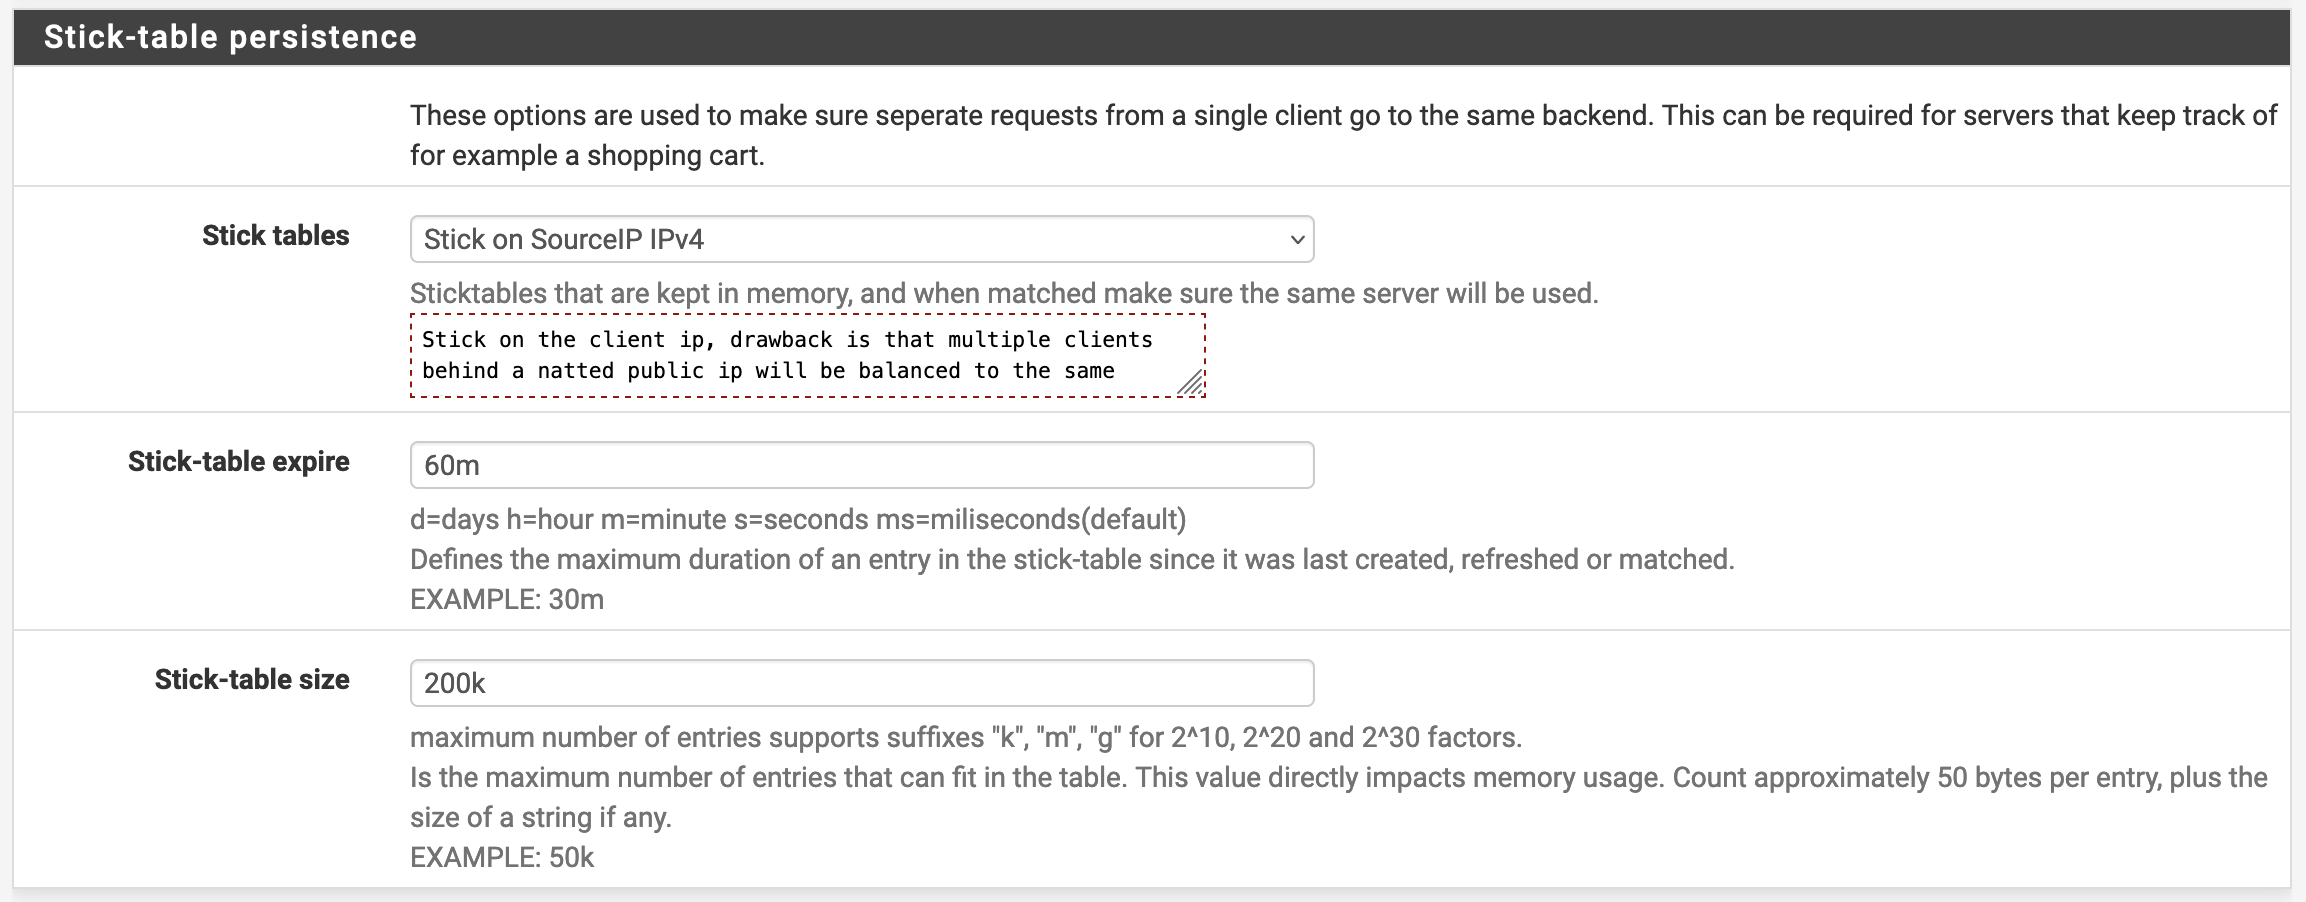 Stick-table persistence
These options are used to make sure seperate requests from a single client go to the same backend. This can be required for servers that keep track of
for example a shopping cart.
Stick tables
Stick on SourceIP IPv4
Sticktables that are kept in memory, and when matched make sure the same server will be used.
Stick on the client ip, drawback is that multiple clients
behind a natted public ip will be balanced to the same
Stick-table expire
60m
d=days h=hour m=minute s=seconds ms=miliseconds(default)
Defines the maximum duration of an entry in the stick-table since it was last created, refreshed or matched.
EXAMPLE: 30m
Stick-table size
200k
maximum number of entries supports suffixes "k", "m", "g" for 2^10, 2^20 and 2^30 factors.
Is the maximum number of entries that can fit in the table. This value directly impacts memory usage. Count approximately 50 bytes per entry, plus the
size of a string if any.
EXAMPLE: 50k